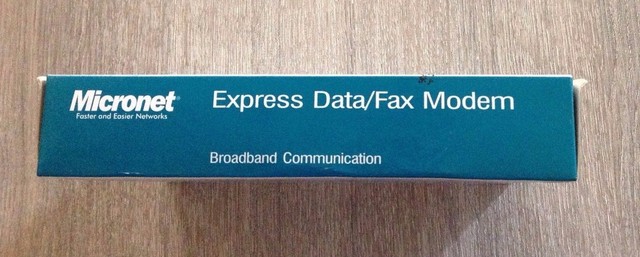 Micronet
Faster and Easier Networks
Express Data/Fax Modem
Broadband Communication